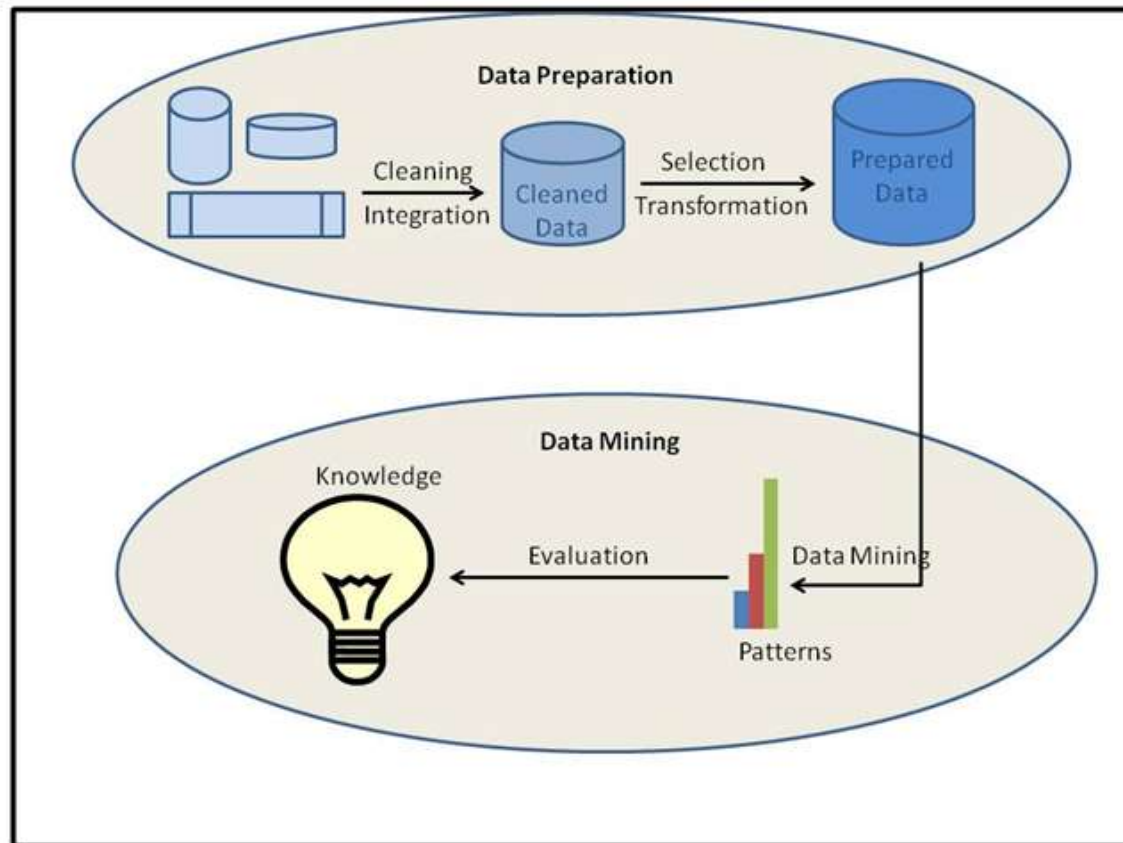 Data Preparation
Cleaning
Integration
Cleaned
Data
Selection
Transformation
Prepared
Data
Data Mining
Knowledge
Evaluation
Data Mining
Patterns